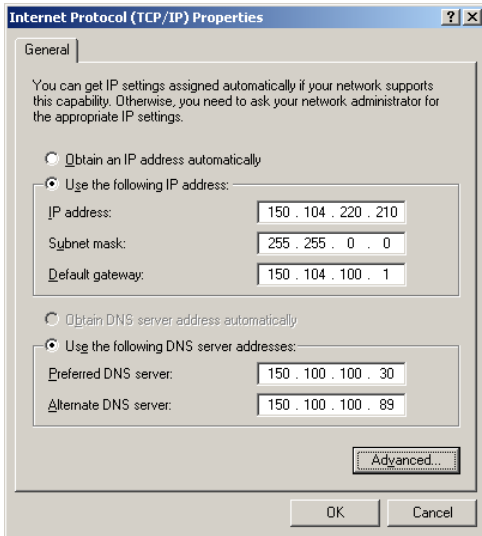 Internet Protocol (TCP/IP) Properties
General
You can get IP settings assigned automatically if your network supports
this capability. Otherwise, you need to ask your network administrator for
the appropriate IP settings.
Obtain an IP address automatically
Use the following IP address:
IP address: 150 . 104 . 220 . 210
Subnet mask: 255 . 255 . 0 . 0
Default gateway: 150 . 104 . 100 . 1
Obtain DNS server address automatically
Use the following DNS server addresses:
Preferred DNS server: 150 . 100 . 100 . 30
Alternate DNS server: 150 . 100 . 100 . 89
Advanced...
OK Cancel